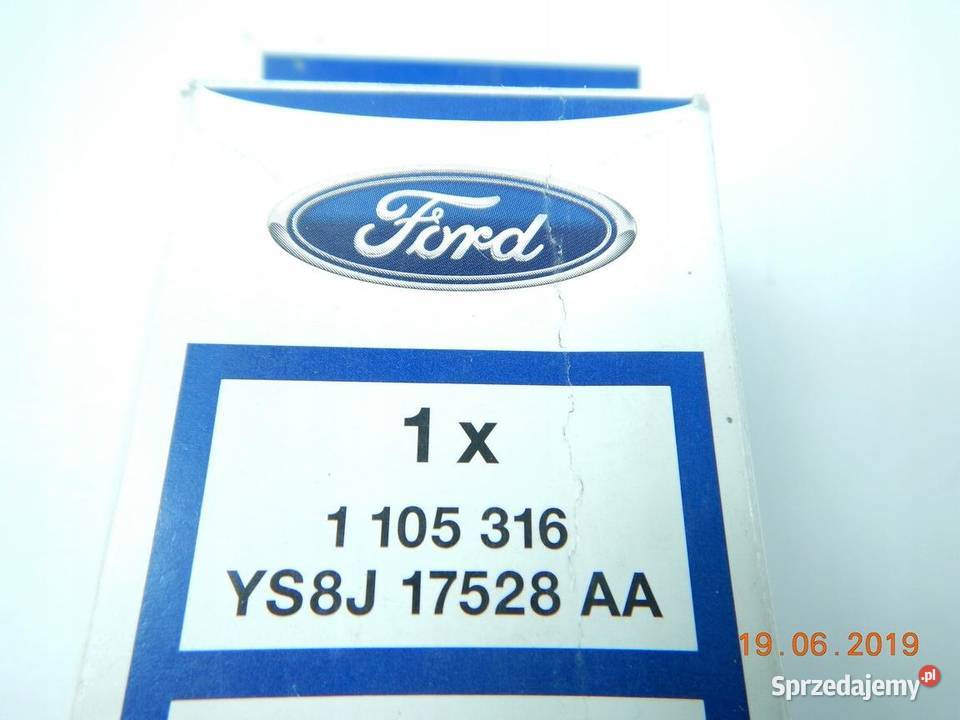 Ford
1 x
1 105 316
YS8J 17528 AA
19.06.2019
Sprzedajemy.pl